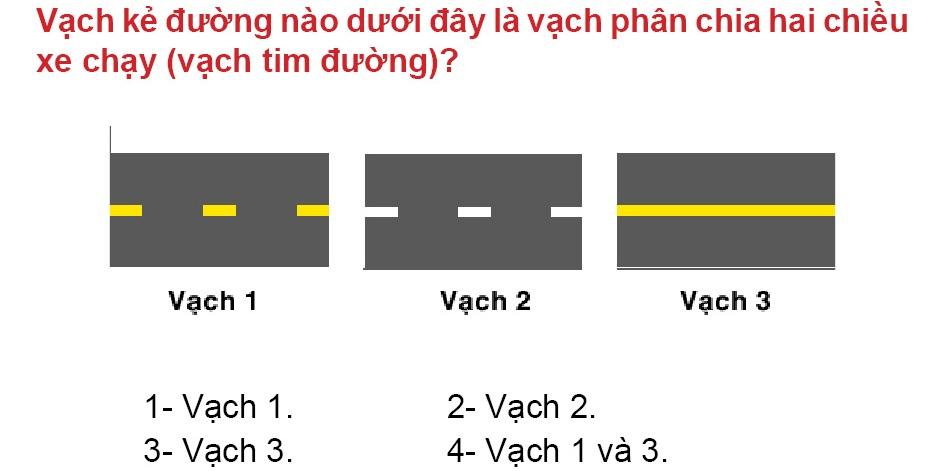 Vạch kẻ đường nào dưới đây là vạch phân chia hai chiều
xe chạy (vạch tim đường)?
Vạch 1
Vạch 2
Vạch 3
1- Vạch 1.
2- Vạch 2.
3- Vạch 3.
4- Vạch 1 và 3.